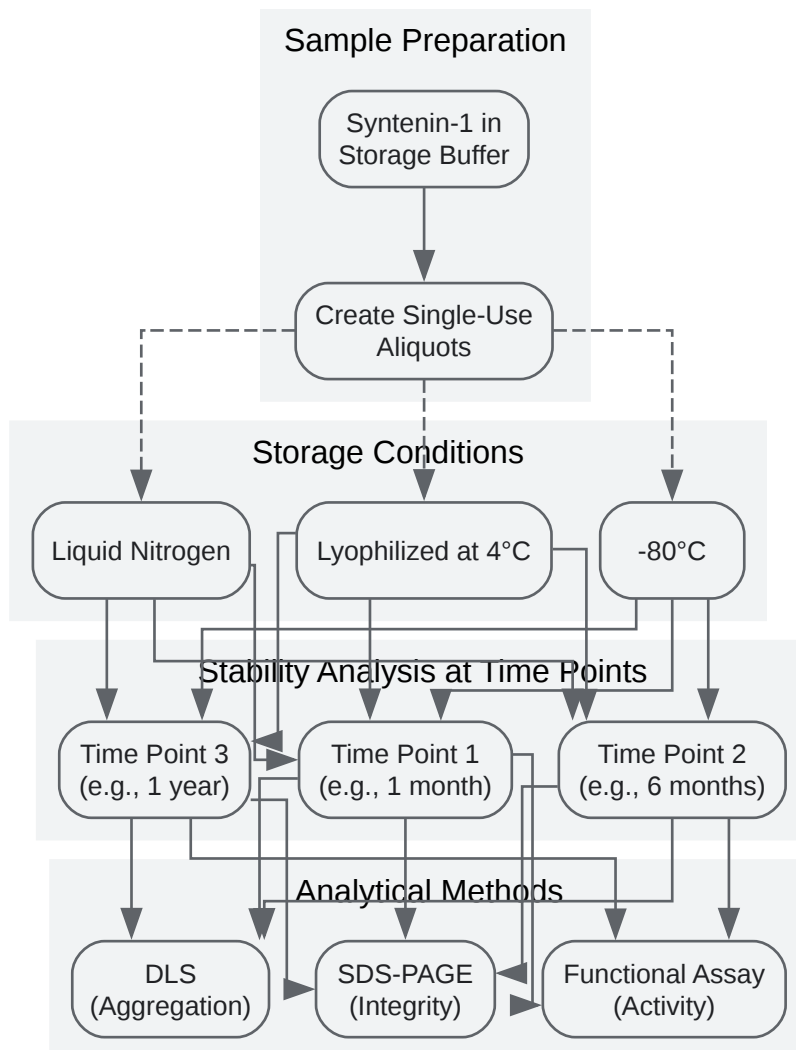 Sample Preparation
Syntenin-1 in
Storage Buffer
Create Single-Use
Aliquots
Storage Conditions
Liquid Nitrogen
Lyophilized at 4°C
-80°C
Stability Analysis at Time Points
Time Point 3
(e.g., 1 year)
Time Point 1
(e.g., 1 month)
Time Point 2
(e.g., 6 months)
Analytical Methods
DLS
(Aggregation)
SDS-PAGE
(Integrity)
Functional Assay
(Activity)